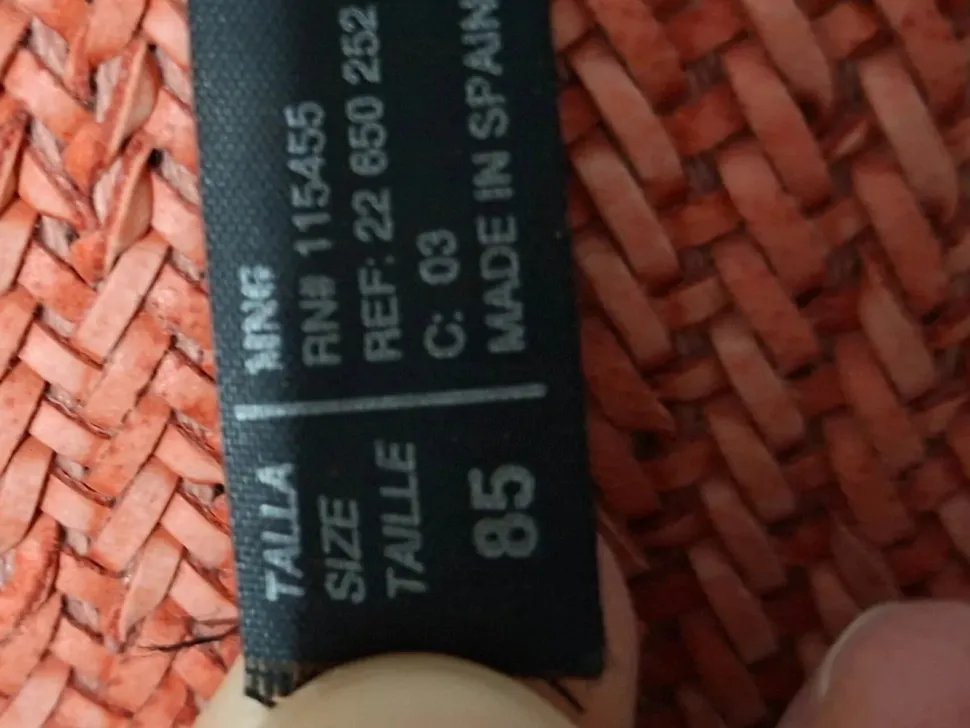 MNG
RN# 115455
REF: 22 650 252
C: 03
MADE IN SPAIN
TALLA
SIZE
TAILLE
85